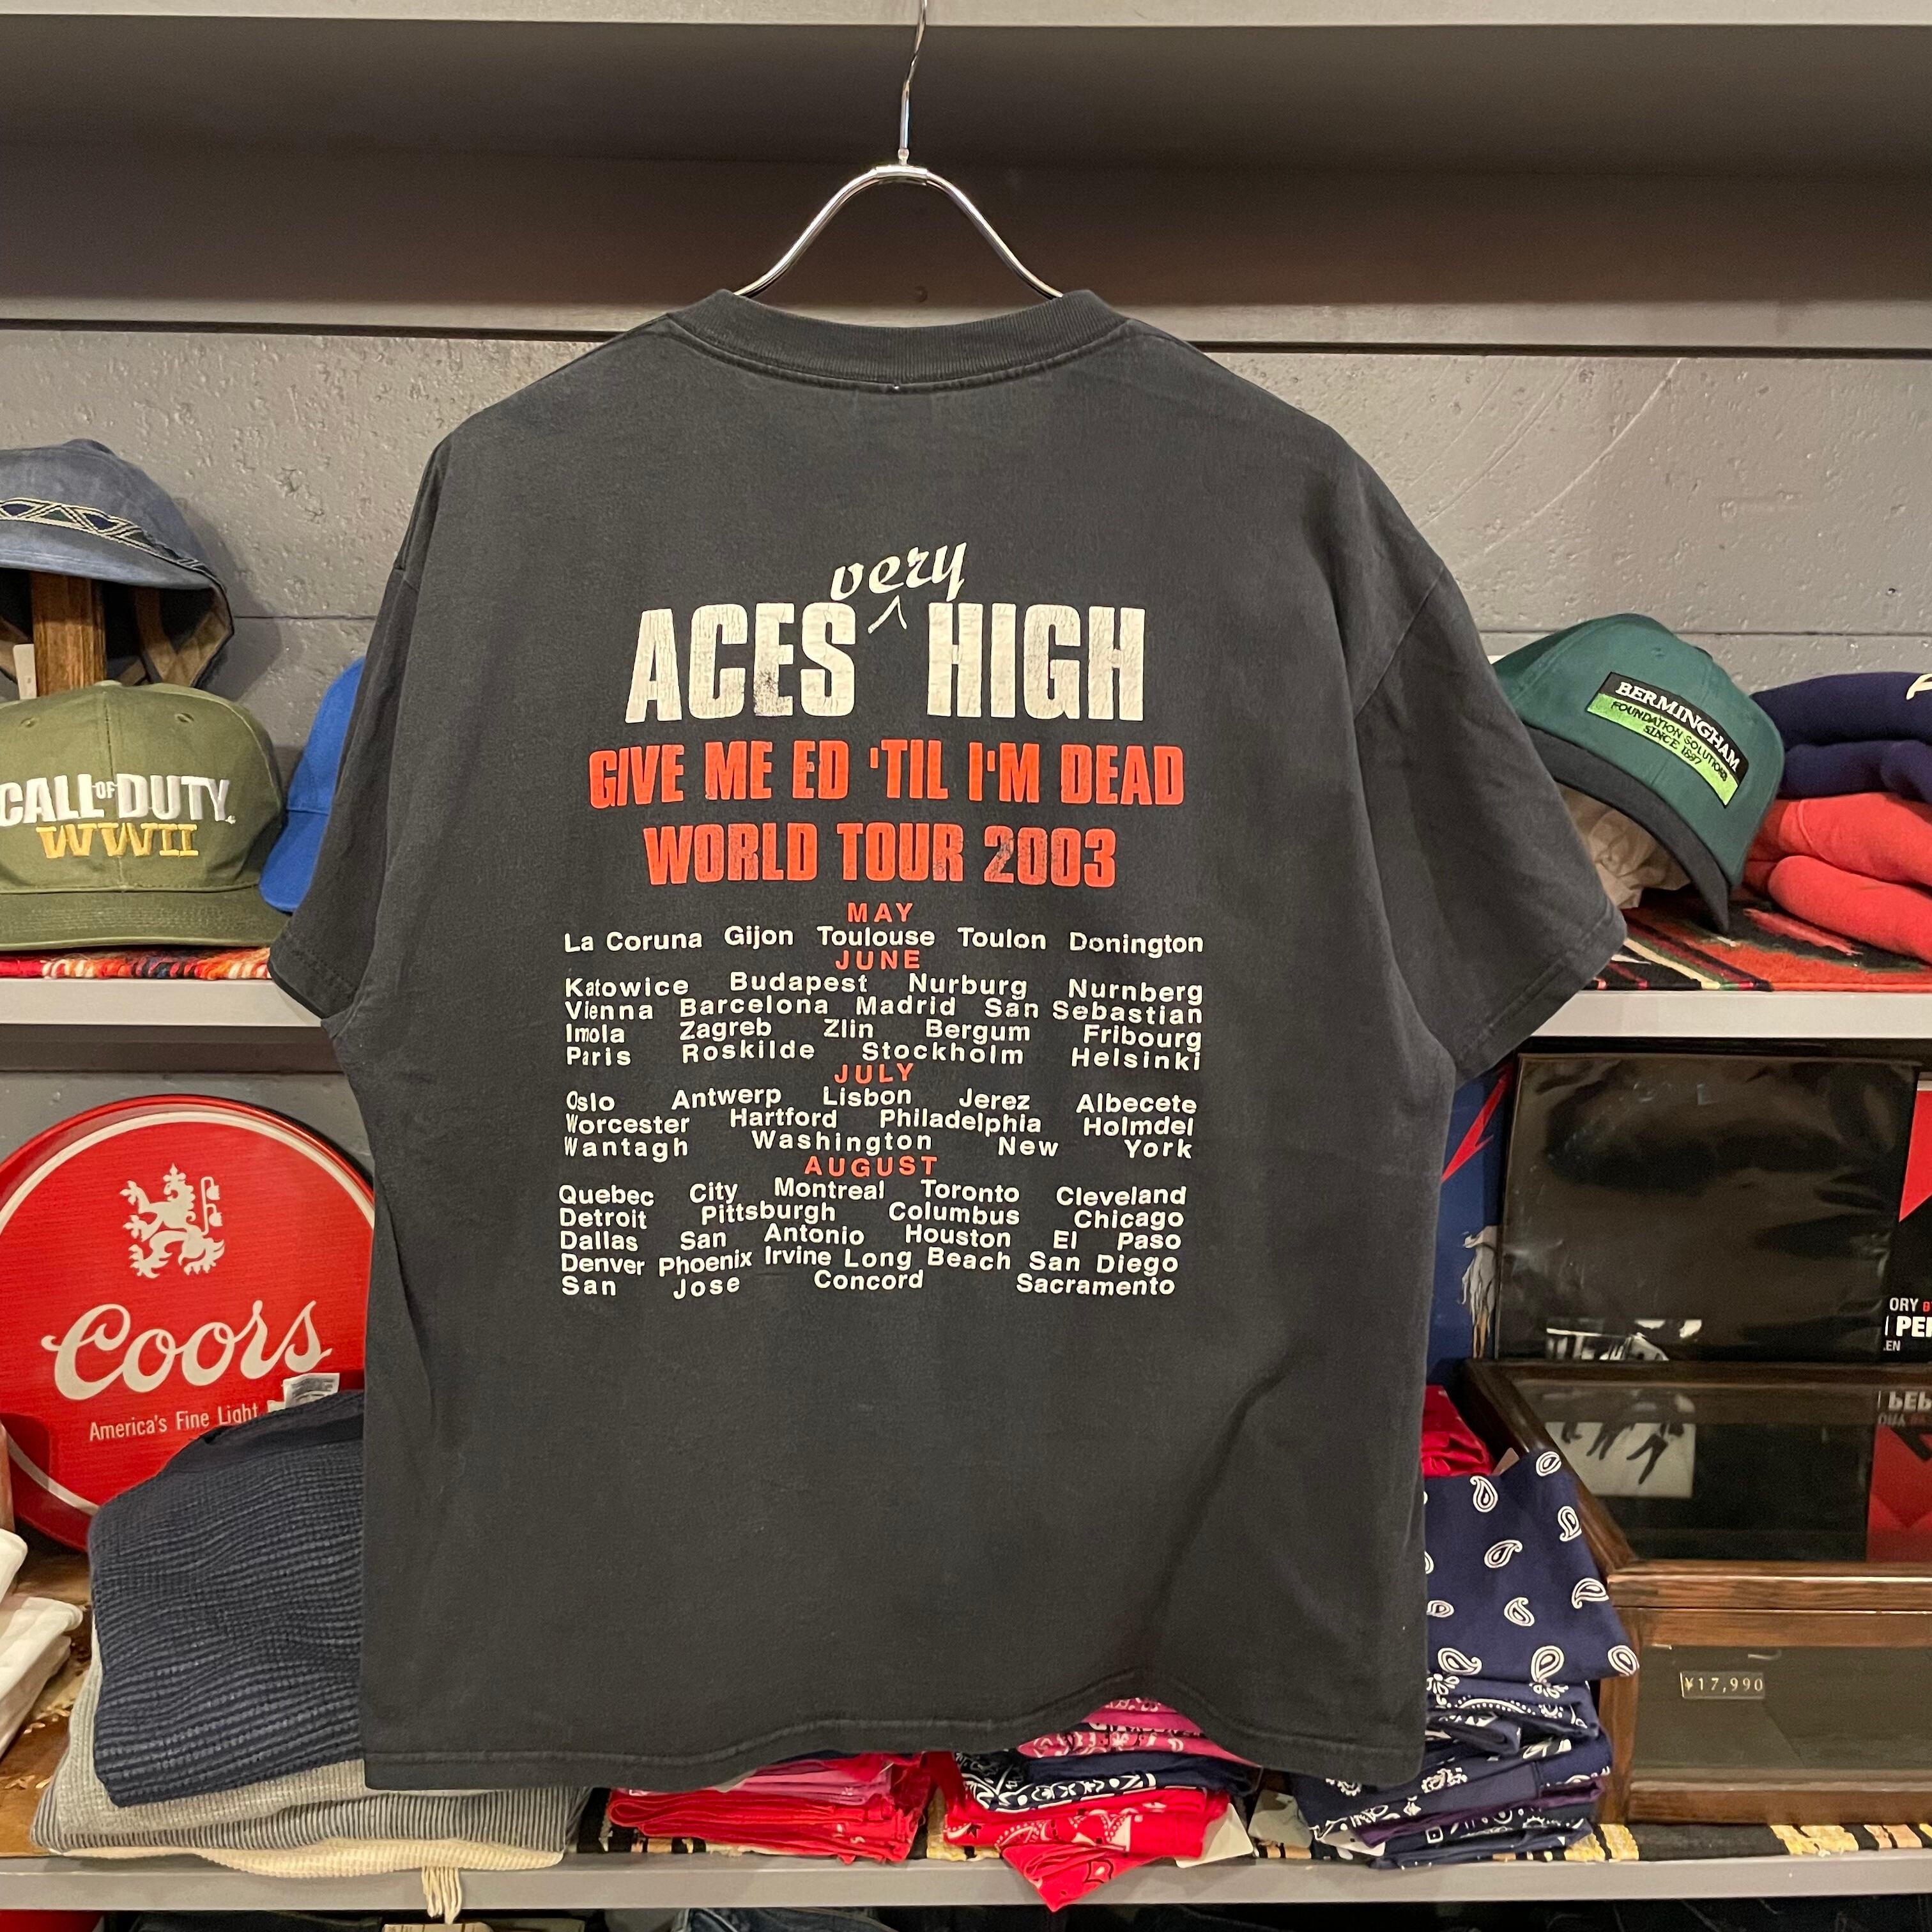 very
ACES ^ HIGH
GIVE ME ED 'TIL I'M DEAD
WORLD TOUR 2003
MAY
La Coruna Gijon Toulouse Toulon Donington
JUNE
Katowice Budapest Nurburg Nurnberg
Vienna Barcelona Madrid San Sebastian
Imola Zagreb Zlin Bergum Fribourg
Paris Roskilde Stockholm Helsinki
JULY
Oslo Antwerp Lisbon Jerez Albecete
Worcester Hartford Philadelphia Holmdel
Wantagh Washington New York
AUGUST
Quebec City Montreal Toronto Cleveland
Detroit Pittsburgh Columbus Chicago
Dallas San Antonio Houston El Paso
Denver Phoenix Irvine Long Beach San Diego
San Jose Concord Sacramento
CALL OF DUTY
WWII
BERMINGHAM
FOUNDATION SOLUTIONS
SINCE 1897
Coors
America's Fine Light
ORY
PER
EN
¥17,990